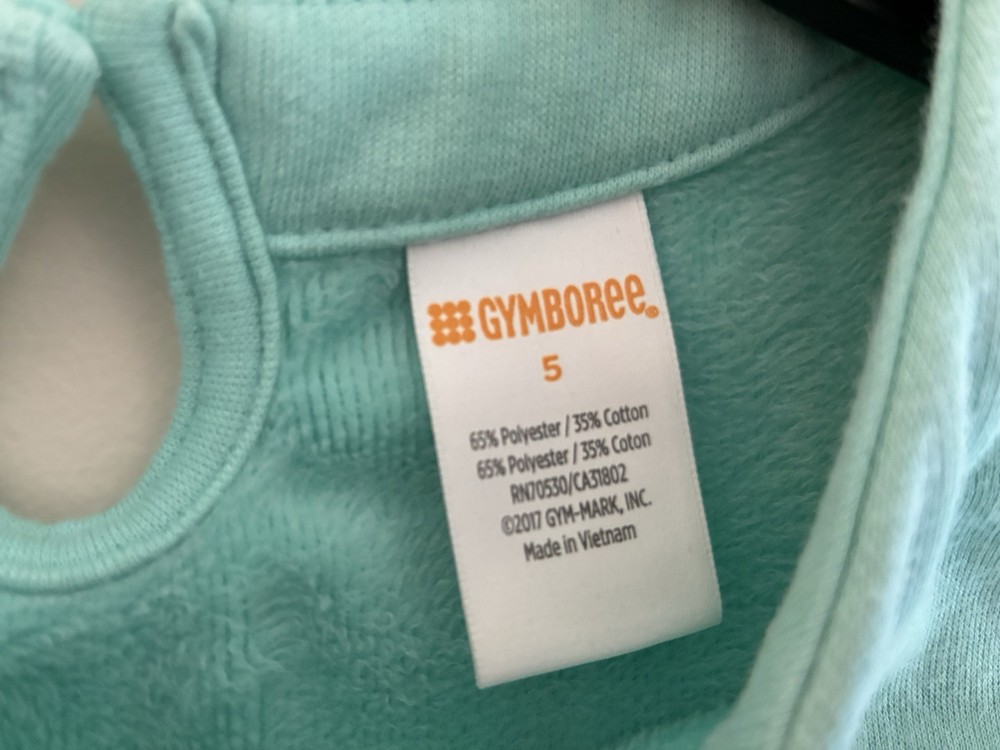 GYMBOREE®
5
65% Polyester / 35% Cotton
65% Polyester / 35% Coton
RN70530/CA31802
©2017 GYM-MARK, INC.
Made in Vietnam